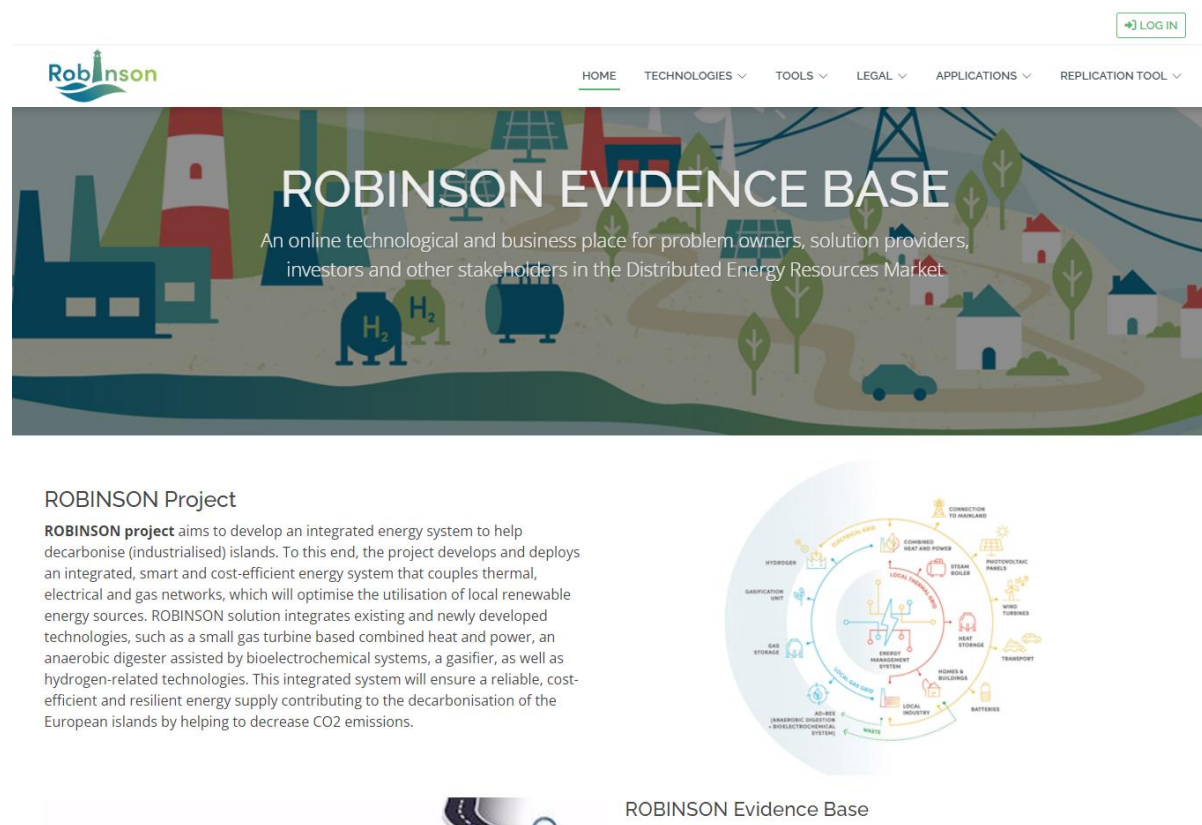 LOG IN
Robinson
HOME
TECHNOLOGIES
TOOLS
LEGAL
APPLICATIONS
REPLICATION TOOL
ROBINSON EVIDENCE BASE
An online technological and business place for problem owners, solution providers,
investors and other stakeholders in the Distributed Energy Resources Market
H2
H2
ROBINSON Project
ROBINSON project aims to develop an integrated energy system to help
decarbonise (industrialised) islands. To this end, the project develops and deploys
an integrated, smart and cost-efficient energy system that couples thermal,
electrical and gas networks, which will optimise the utilisation of local renewable
energy sources. ROBINSON solution integrates existing and newly developed
technologies, such as a small gas turbine based combined heat and power, an
anaerobic digester assisted by bioelectrochemical systems, a gasifier, as well as
hydrogen-related technologies. This integrated system will ensure a reliable, cost-
efficient and resilient energy supply contributing to the decarbonisation of the
European islands by helping to decrease CO2 emissions.
CONNECTION
TO MAINLAND
ELECTRICAL GRID
COMBINED
HEAT AND POWER
HYDROGEN
STEAM
BOILER
PHOTOVOLTAIC
PANELS
LOCAL THERMAL GRID
GASIFICATION
UNIT
WIND
TURBINES
HEAT
STORAGE
GAS
STORAGE
ENERGY
MANAGEMENT
SYSTEM
TRANSPORT
HOMES &
BUILDINGS
LOCAL GAS GRID
LOCAL
INDUSTRY
BATTERIES
AD-BES
(ANAEROBIC DIGESTION
+ BIOELECTROCHEMICAL
SYSTEM)
WASTE
ROBINSON Evidence Base